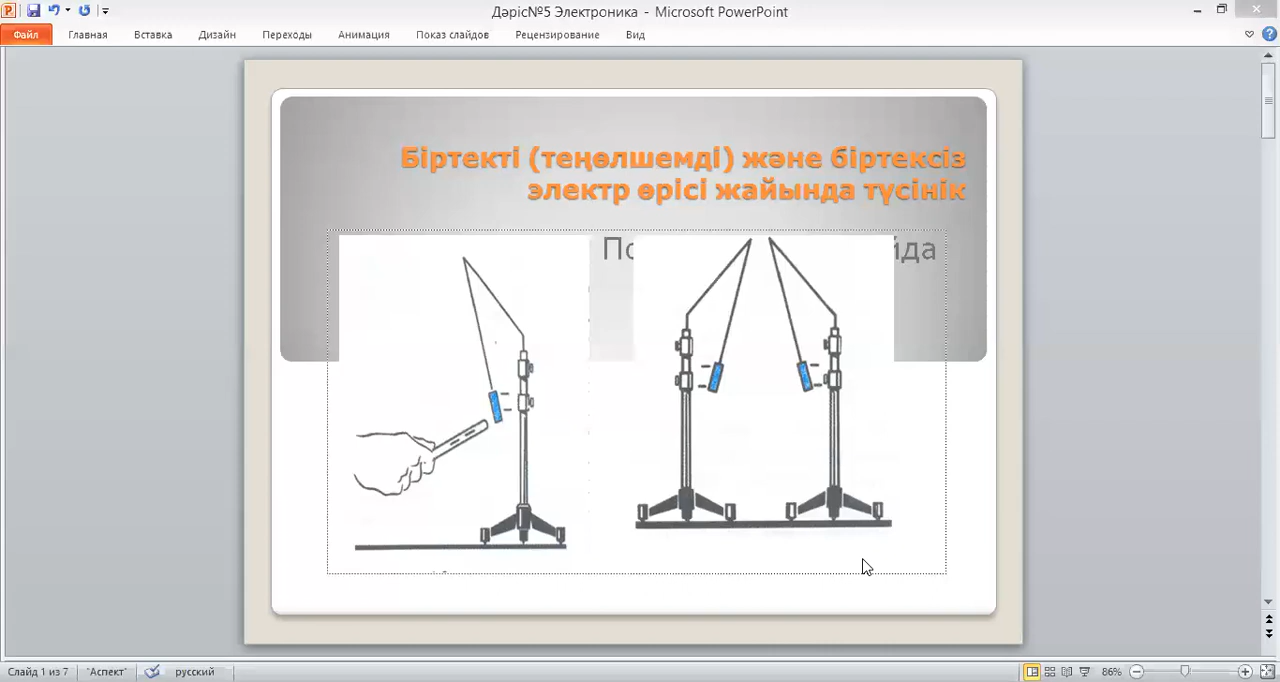 Дәріс№5 Электроника - Microsoft PowerPoint
Файл Главная Вставка Дизайн Переходы Анимация Показ слайдов Рецензирование Вид
Біртекті (теңөлшемді) және біртексіз
электр өрісі жайында түсінік
Слайд 1 из 7 "Аспект" русский 86%